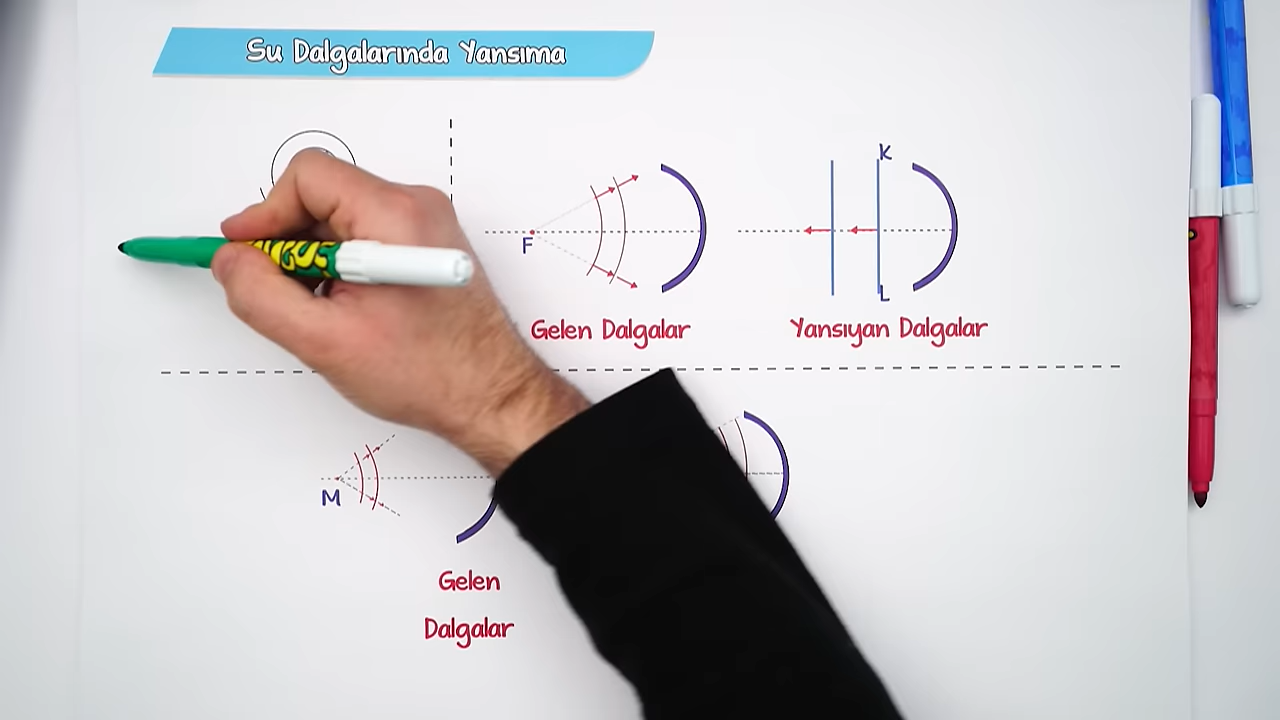 Su Dalgalarında Yansıma
F
K
L
Gelen Dalgalar
Yansıyan Dalgalar
M
Gelen
Dalgalar